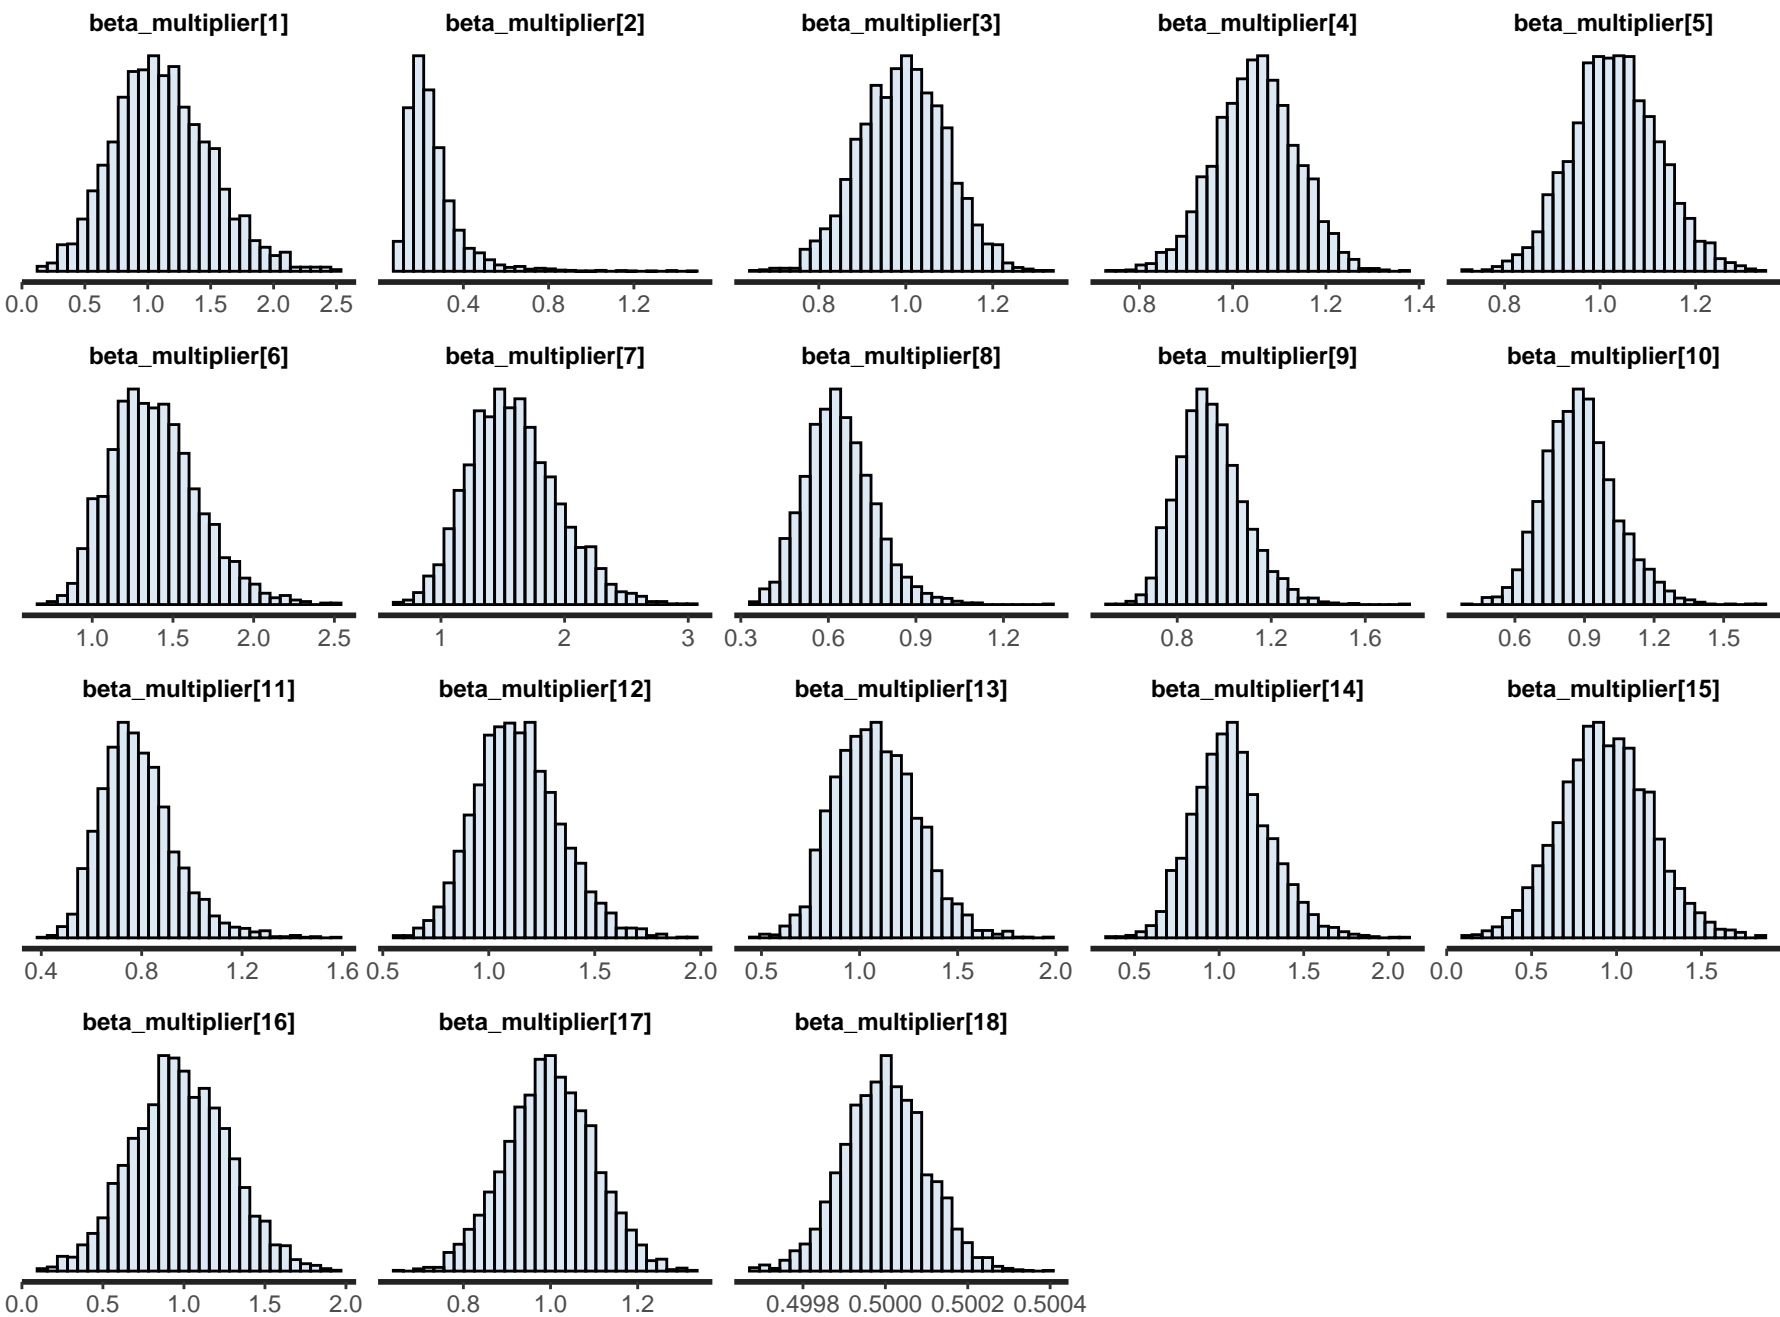 beta_multiplier[1] beta_multiplier[2] beta_multiplier[3] beta_multiplier[4] beta_multiplier[5]
0.0 0.5 1.0 1.5 2.0 2.5 0.4 0.8 1.2 0.8 1.0 1.2 0.8 1.0 1.2 1.4 0.8 1.0 1.2
beta_multiplier[6] beta_multiplier[7] beta_multiplier[8] beta_multiplier[9] beta_multiplier[10]
1.0 1.5 2.0 2.5 1 2 3 0.3 0.6 0.9 1.2 0.8 1.2 1.6 0.6 0.9 1.2 1.5
beta_multiplier[11] beta_multiplier[12] beta_multiplier[13] beta_multiplier[14] beta_multiplier[15]
0.4 0.8 1.2 1.6 0.5 1.0 1.5 2.0 0.5 1.0 1.5 2.0 0.5 1.0 1.5 2.0 0.0 0.5 1.0 1.5
beta_multiplier[16] beta_multiplier[17] beta_multiplier[18]
0.0 0.5 1.0 1.5 2.0 0.8 1.0 1.2 0.4998 0.5000 0.5002 0.5004